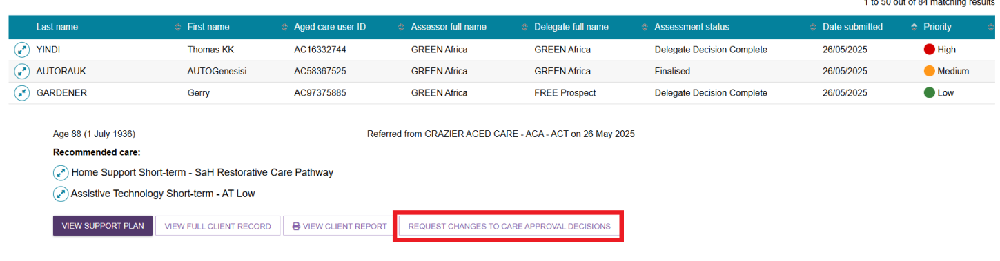 1 to 50 out of 84 matching results
Last name First name Aged care user ID Assessor full name Delegate full name Assessment status Date submitted Priority
YINDI Thomas KK AC16332744 GREEN Africa GREEN Africa Delegate Decision Complete 26/05/2025 High
AUTORAUK AUTOGenesisi AC58367525 GREEN Africa GREEN Africa Finalised 26/05/2025 Medium
GARDENER Gerry AC97375885 GREEN Africa FREE Prospect Delegate Decision Complete 26/05/2025 Low
Age 88 (1 July 1936) Referred from GRAZIER AGED CARE - ACA - ACT on 26 May 2025
Recommended care:
Home Support Short-term - SaH Restorative Care Pathway
Assistive Technology Short-term - AT Low
VIEW SUPPORT PLAN VIEW FULL CLIENT RECORD VIEW CLIENT REPORT REQUEST CHANGES TO CARE APPROVAL DECISIONS